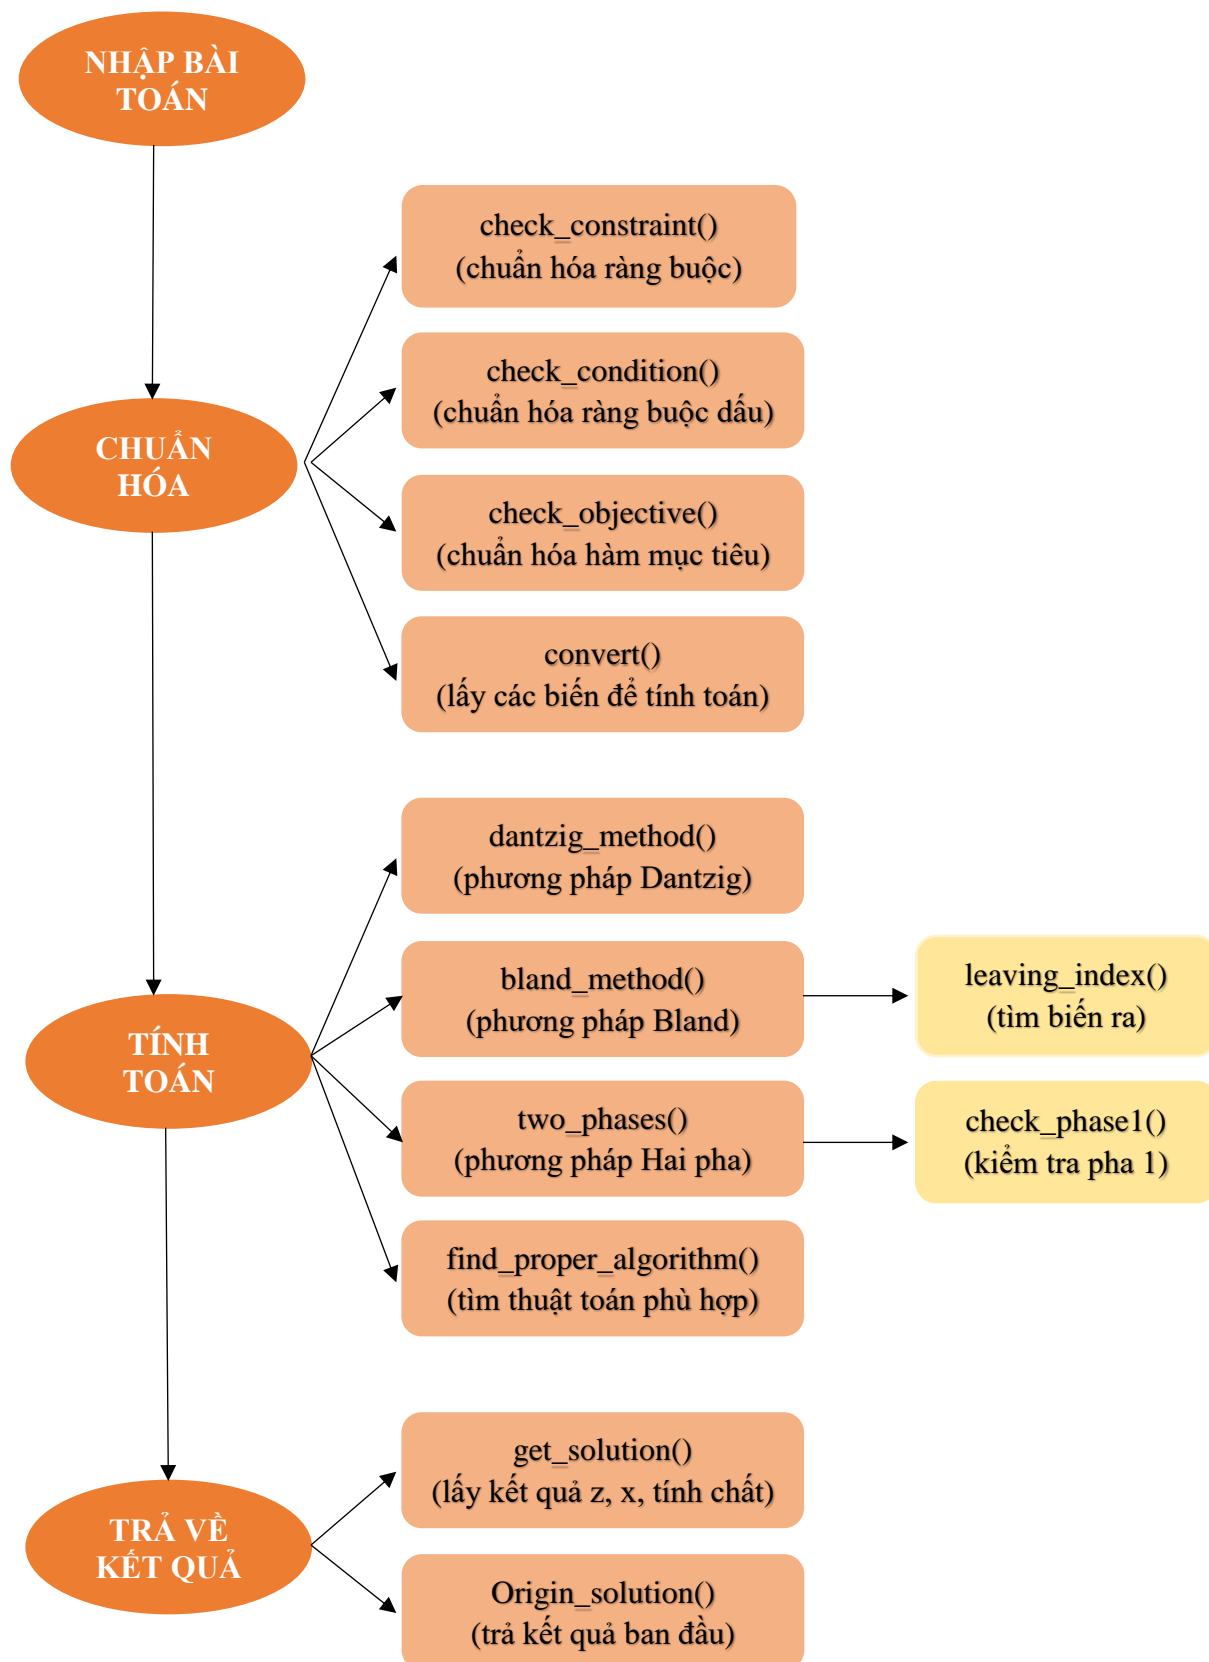 NHẬP BÀI
TOÁN
check_constraint()
(chuẩn hóa ràng buộc)
check_condition()
(chuẩn hóa ràng buộc dấu)
CHUẨN
HÓA
check_objective()
(chuẩn hóa hàm mục tiêu)
convert()
(lấy các biến để tính toán)
dantzig_method()
(phương pháp Dantzig)
bland_method()
(phương pháp Bland)
leaving_index()
(tìm biến ra)
TÍNH
TOÁN
two_phases()
(phương pháp Hai pha)
check_phase1()
(kiểm tra pha 1)
find_proper_algorithm()
(tìm thuật toán phù hợp)
get_solution()
(lấy kết quả z, x, tính chất)
TRẢ VỀ
KẾT QUẢ
Origin_solution()
(trả kết quả ban đầu)